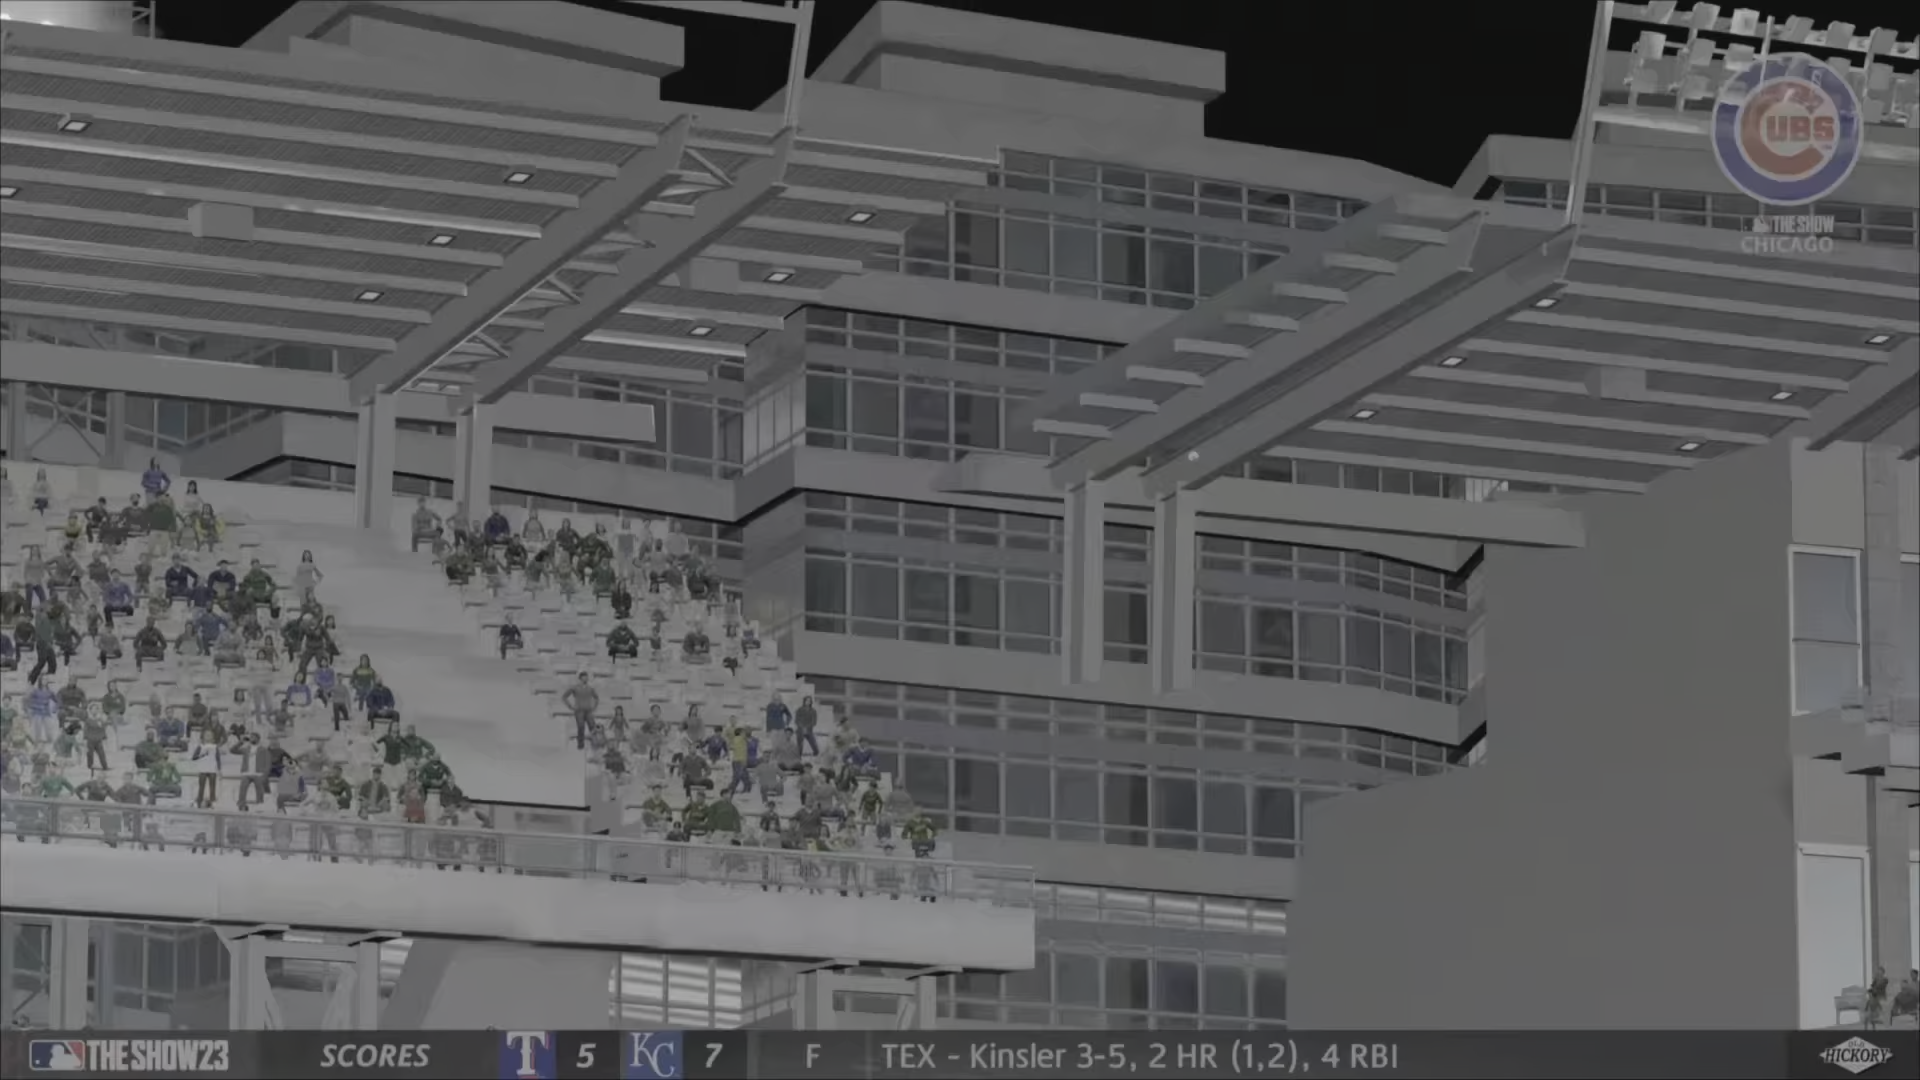 CUBS
THE SHOW
CHICAGO
THE SHOW 23 SCORES T 5 KC 7 F TEX - Kinsler 3-5, 2 HR (1,2), 4 RBI
OLD HICKORY